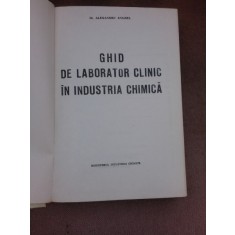 GHID
DE LABORATOR CLINIC
ÎN INDUSTRIA CHIMICĂ